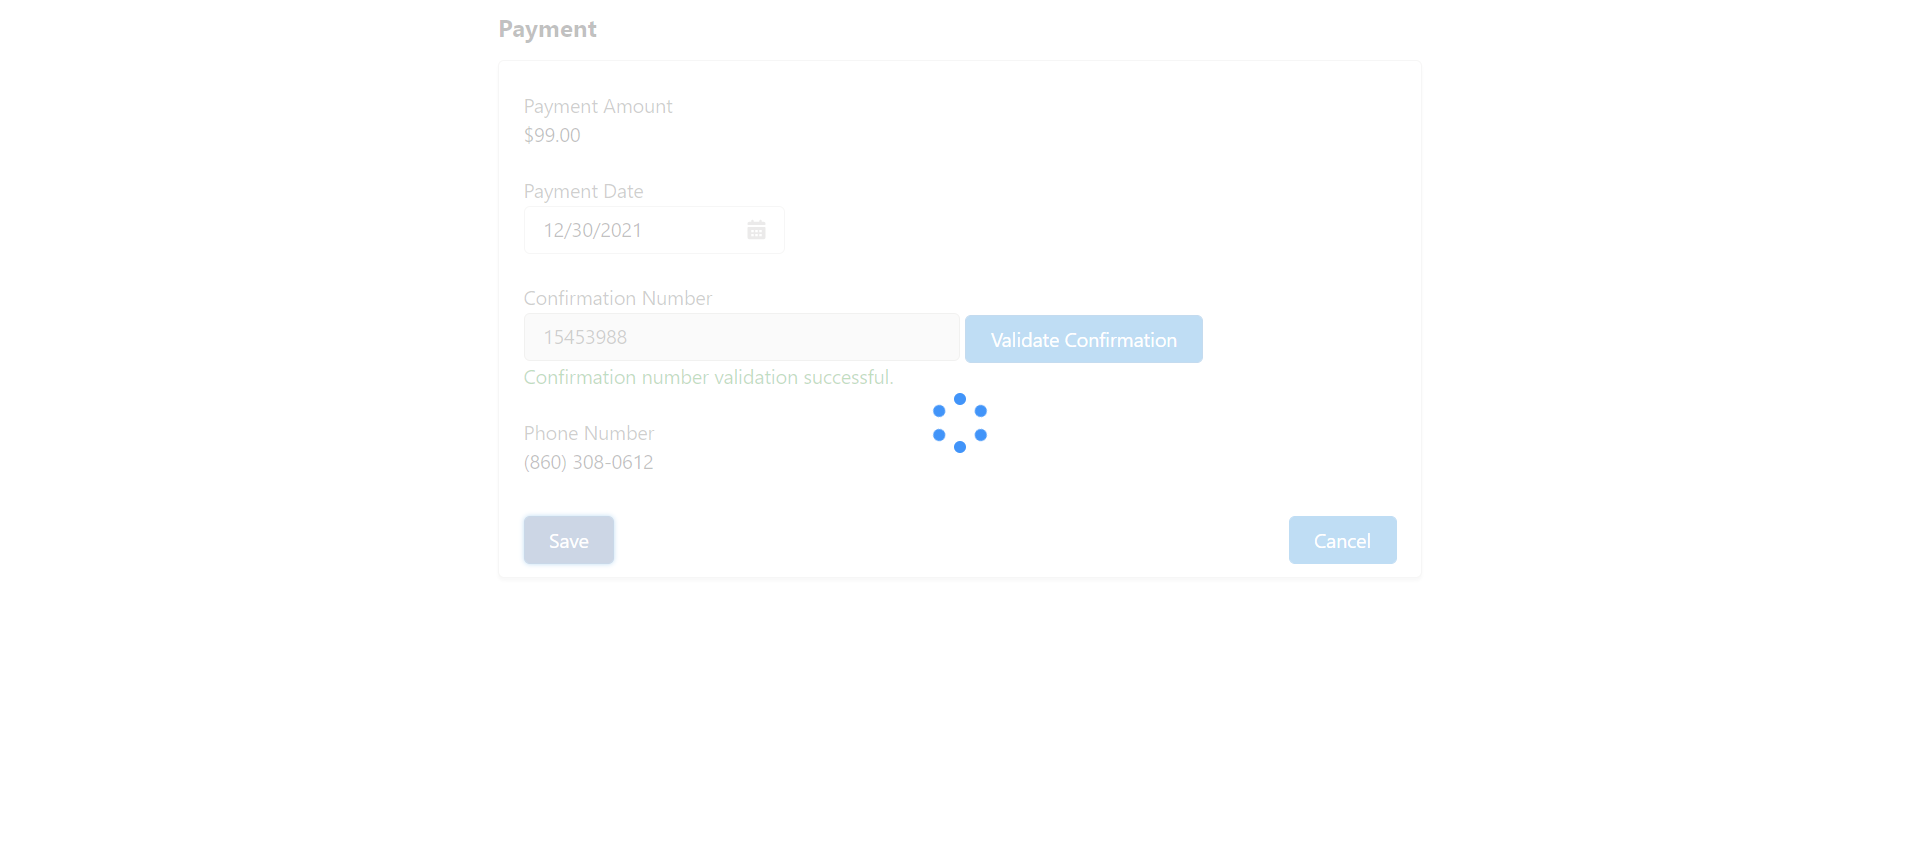 Payment
Payment Amount
$99.00
Payment Date
12/30/2021
Confirmation Number
15453988
Validate Confirmation
Confirmation number validation successful.
Phone Number
(860) 308-0612
Save
Cancel